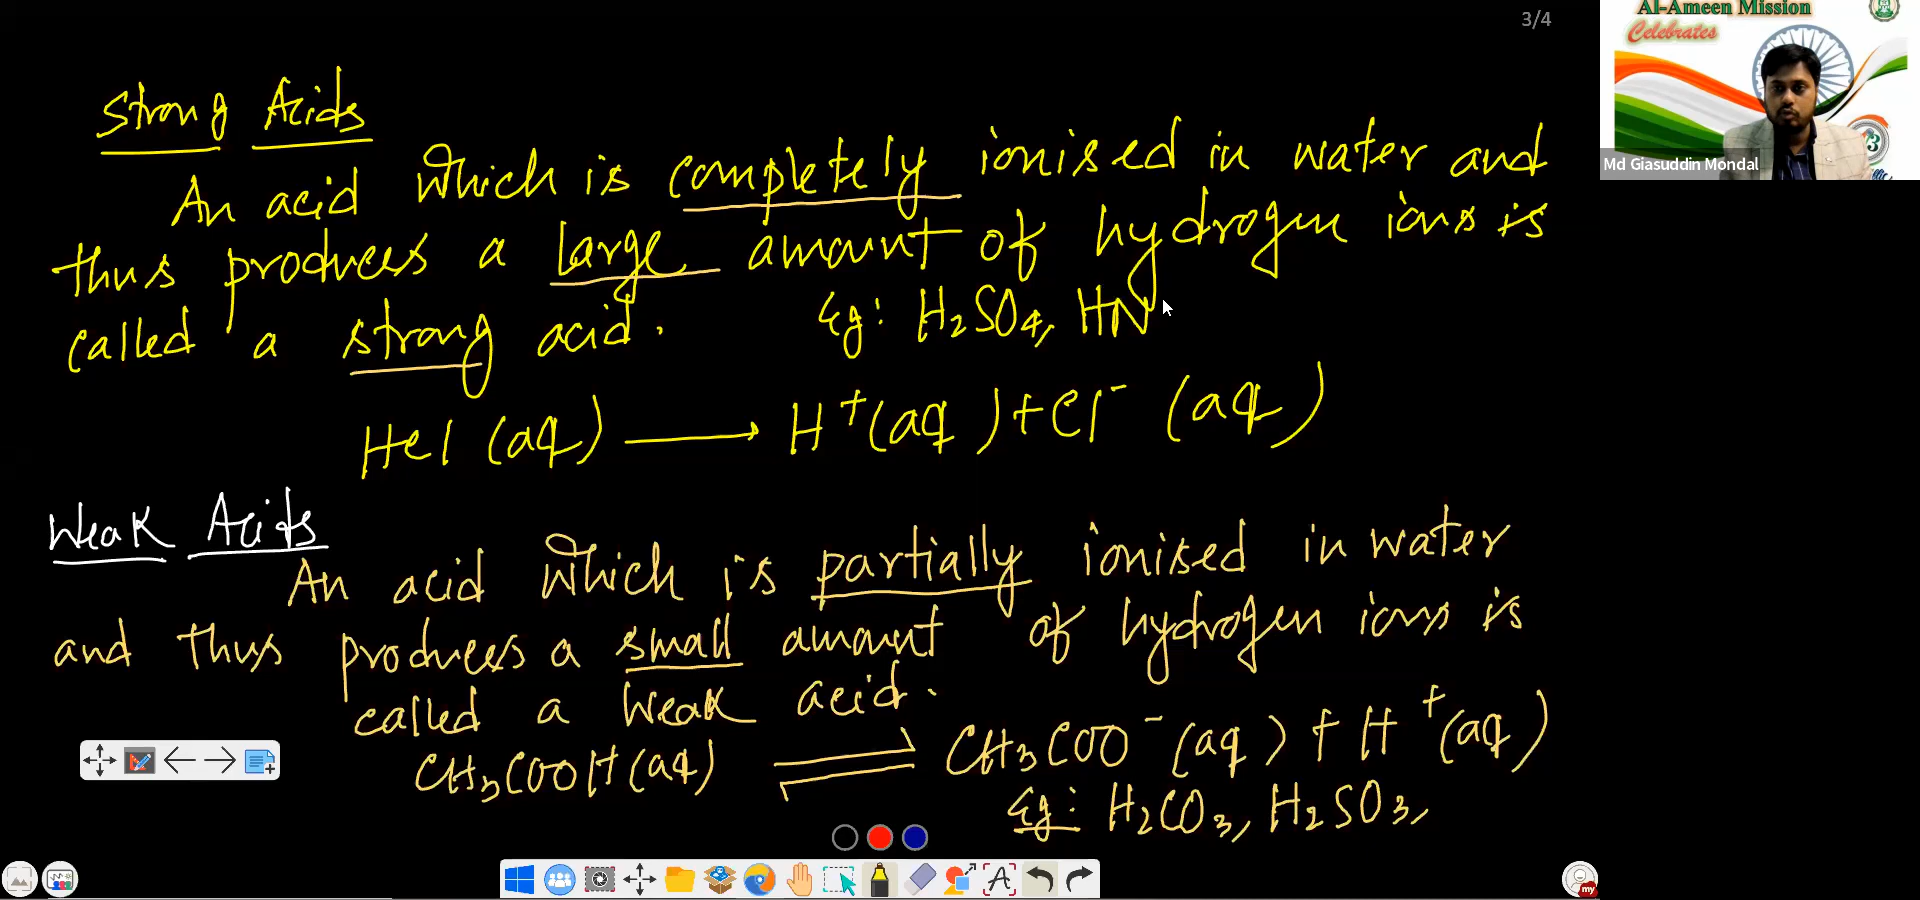 3/4
Al-Ameen Mission
Celebrates
Md Giasuddin Mondal
Strong Acids
An acid which is completely ionised in water and
thus produces a large amount of hydrogen ions is
called a strong acid. Eg: H₂SO₄, HN
HCl (aq) ⟶ H⁺(aq) + Cl⁻ (aq)
Weak Acids
An acid which is partially ionised in water
and thus produces a small amount of hydrogen ions is
called a weak acid.
CH₃COOH (aq) ⇌ CH₃COO⁻ (aq) + H⁺ (aq)
Eg: H₂CO₃, H₂SO₃,
my